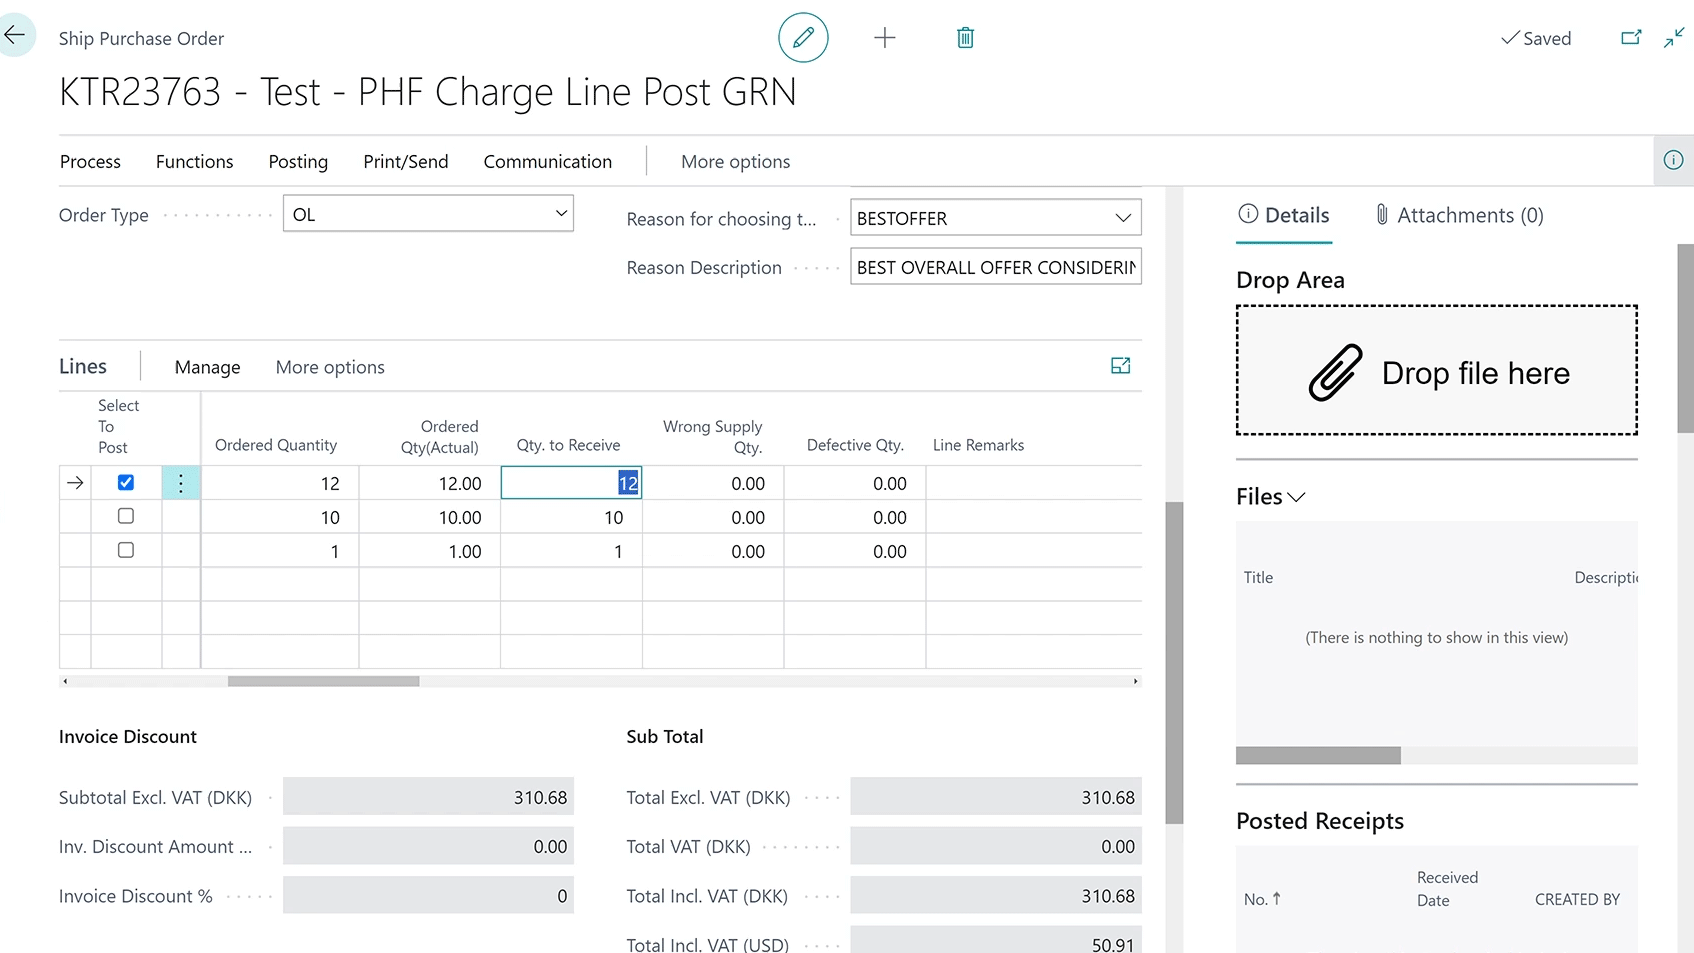 Ship Purchase Order
Saved
KTR23763 - Test - PHF Charge Line Post GRN
Process Functions Posting Print/Send Communication More options
Order Type OL
Reason for choosing t... BESTOFFER
Reason Description BEST OVERALL OFFER CONSIDERIN
Lines Manage More options
Select To Post Ordered Quantity Ordered Qty(Actual) Qty. to Receive Wrong Supply Qty. Defective Qty. Line Remarks
12 12.00 12 0.00 0.00
10 10.00 10 0.00 0.00
1 1.00 1 0.00 0.00
Invoice Discount
Subtotal Excl. VAT (DKK) 310.68
Inv. Discount Amount ... 0.00
Invoice Discount % 0
Sub Total
Total Excl. VAT (DKK) 310.68
Total VAT (DKK) 0.00
Total Incl. VAT (DKK) 310.68
Total Incl. VAT (USD) 50.91
Details Attachments (0)
Drop Area
Drop file here
Files
Title Descriptic
(There is nothing to show in this view)
Posted Receipts
No. ↑ Received Date CREATED BY